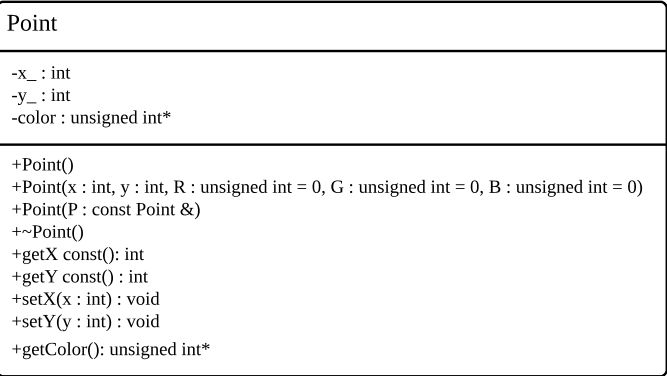 Point
-x_ : int
-y_ : int
-color : unsigned int*
+Point()
+Point(x : int, y : int, R : unsigned int = 0, G : unsigned int = 0, B : unsigned int = 0)
+Point(P : const Point &)
+~Point()
+getX const(): int
+getY const() : int
+setX(x : int) : void
+setY(y : int) : void
+getColor(): unsigned int*